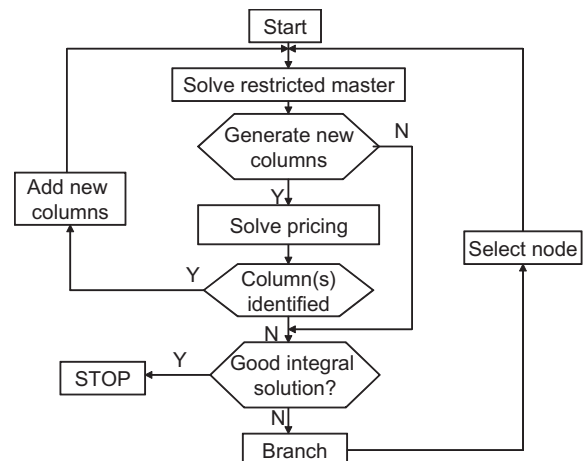 Start
Solve restricted master
Generate new
columns
N
Y
Add new
columns
Solve pricing
Select node
Y
Column(s)
identified
N
Good integral
solution?
Y
STOP
N
Branch